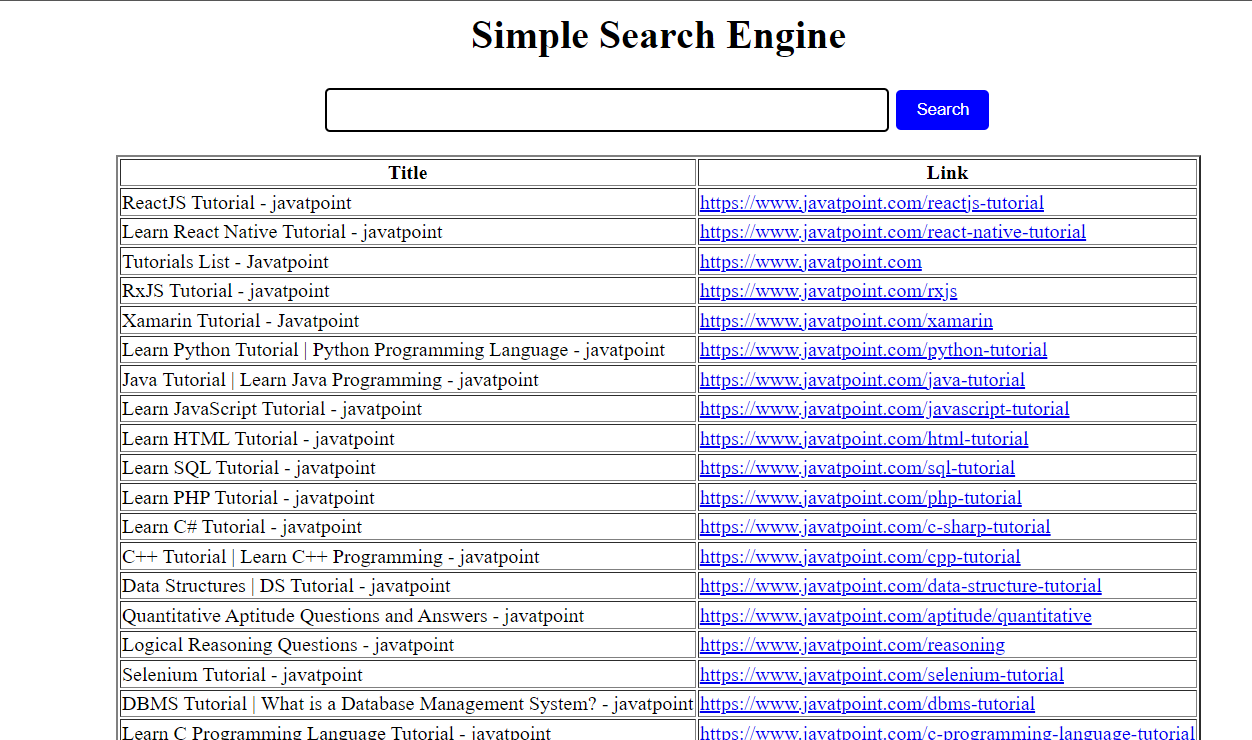 Simple Search Engine
Search
Title Link
ReactJS Tutorial - javatpoint https://www.javatpoint.com/reactjs-tutorial
Learn React Native Tutorial - javatpoint https://www.javatpoint.com/react-native-tutorial
Tutorials List - Javatpoint https://www.javatpoint.com
RxJS Tutorial - javatpoint https://www.javatpoint.com/rxjs
Xamarin Tutorial - Javatpoint https://www.javatpoint.com/xamarin
Learn Python Tutorial | Python Programming Language - javatpoint https://www.javatpoint.com/python-tutorial
Java Tutorial | Learn Java Programming - javatpoint https://www.javatpoint.com/java-tutorial
Learn JavaScript Tutorial - javatpoint https://www.javatpoint.com/javascript-tutorial
Learn HTML Tutorial - javatpoint https://www.javatpoint.com/html-tutorial
Learn SQL Tutorial - javatpoint https://www.javatpoint.com/sql-tutorial
Learn PHP Tutorial - javatpoint https://www.javatpoint.com/php-tutorial
Learn C# Tutorial - javatpoint https://www.javatpoint.com/c-sharp-tutorial
C++ Tutorial | Learn C++ Programming - javatpoint https://www.javatpoint.com/cpp-tutorial
Data Structures | DS Tutorial - javatpoint https://www.javatpoint.com/data-structure-tutorial
Quantitative Aptitude Questions and Answers - javatpoint https://www.javatpoint.com/aptitude/quantitative
Logical Reasoning Questions - javatpoint https://www.javatpoint.com/reasoning
Selenium Tutorial - javatpoint https://www.javatpoint.com/selenium-tutorial
DBMS Tutorial | What is a Database Management System? - javatpoint https://www.javatpoint.com/dbms-tutorial
Learn C Programming Language Tutorial - javatpoint https://www.javatpoint.com/c-programming-language-tutorial